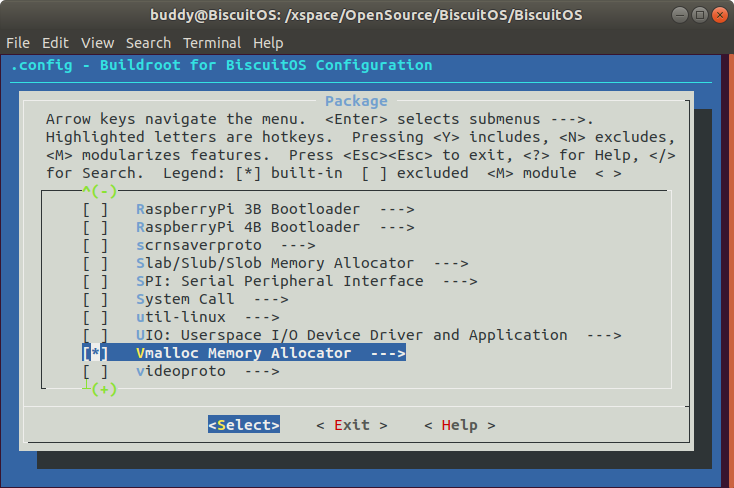 buddy@BiscuitOS: /xspace/OpenSource/BiscuitOS/BiscuitOS
File Edit View Search Terminal Help
.config - Buildroot for BiscuitOS Configuration
Package
Arrow keys navigate the menu.  <Enter> selects submenus --->.
Highlighted letters are hotkeys.  Pressing <Y> includes, <N> excludes,
<M> modularizes features.  Press <Esc><Esc> to exit, <?> for Help, </>
for Search.  Legend: [*] built-in  [ ] excluded  <M> module  < >
^(-)
[ ]   RaspberryPi 3B Bootloader  --->
[ ]   RaspberryPi 4B Bootloader  --->
[ ]   scrnsaverproto  --->
[ ]   Slab/Slub/Slob Memory Allocator  --->
[ ]   SPI: Serial Peripheral Interface  --->
[ ]   System Call  --->
[ ]   util-linux  --->
[ ]   UIO: Userspace I/O Device Driver and Application  --->
[*]   Vmalloc Memory Allocator  --->
[ ]   videoproto  --->
┴(+)
<Select>    < Exit >    < Help >